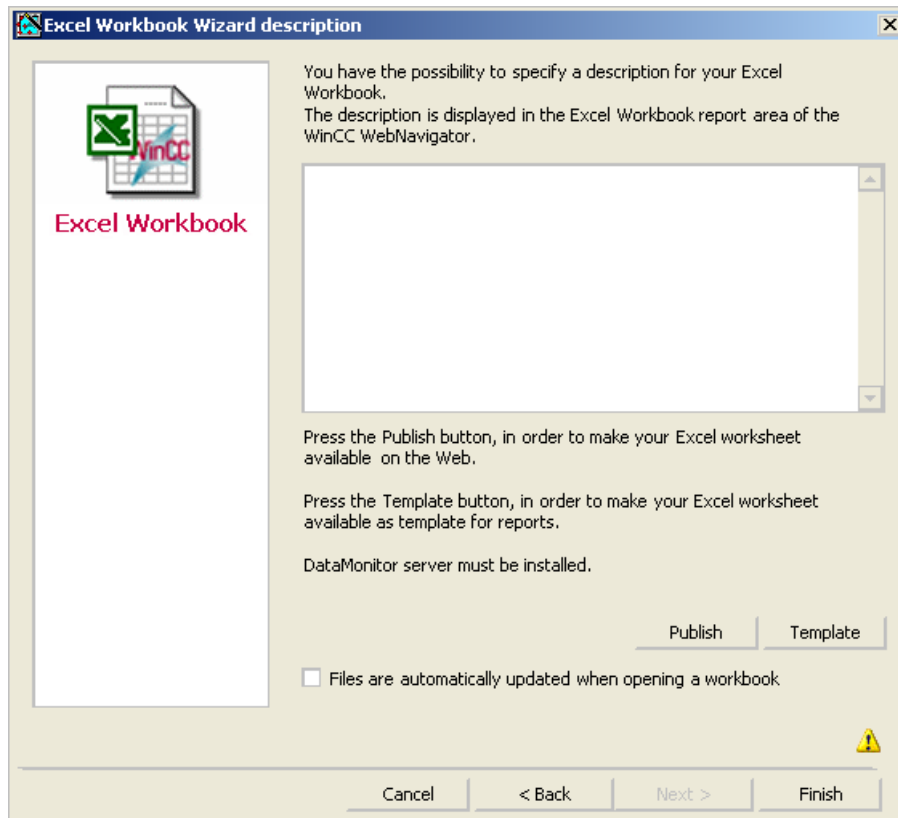 Excel Workbook Wizard description
WinCC
Excel Workbook
You have the possibility to specify a description for your Excel
Workbook.
The description is displayed in the Excel Workbook report area of the
WinCC WebNavigator.
Press the Publish button, in order to make your Excel worksheet
available on the Web.
Press the Template button, in order to make your Excel worksheet
available as template for reports.
DataMonitor server must be installed.
Publish
Template
Files are automatically updated when opening a workbook
Cancel
< Back
Next >
Finish